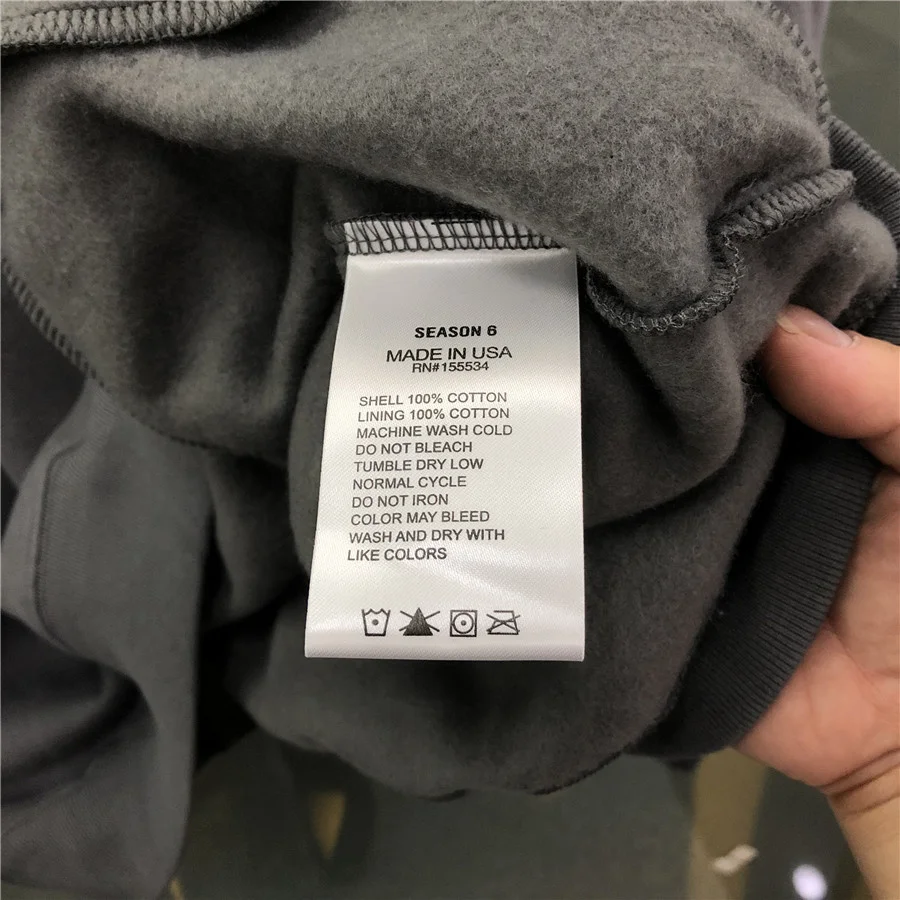 SEASON 6
MADE IN USA
RN#155534
SHELL 100% COTTON
LINING 100% COTTON
MACHINE WASH COLD
DO NOT BLEACH
TUMBLE DRY LOW
NORMAL CYCLE
DO NOT IRON
COLOR MAY BLEED
WASH AND DRY WITH
LIKE COLORS